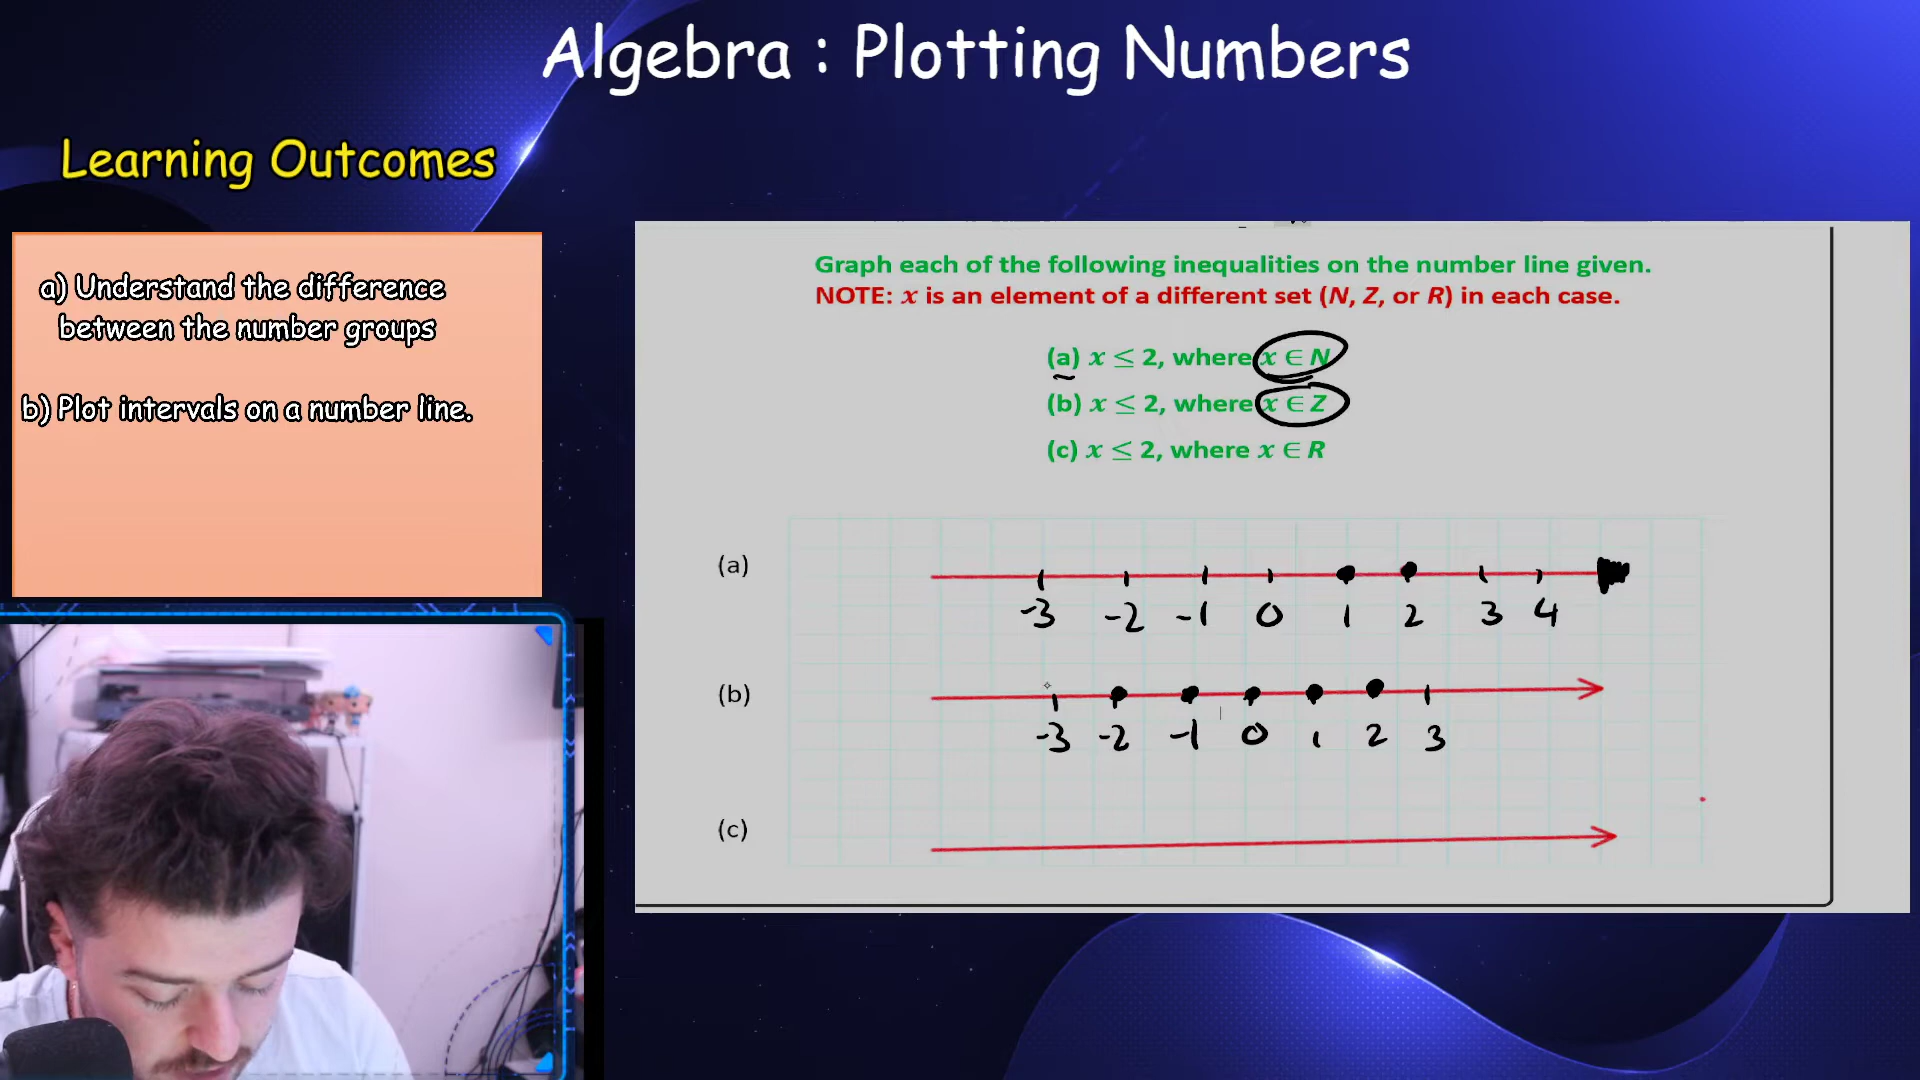 Algebra : Plotting Numbers
Learning Outcomes
a) Understand the difference
between the number groups
b) Plot intervals on a number line.
Graph each of the following inequalities on the number line given.
NOTE: x is an element of a different set (N, Z, or R) in each case.
(a) x ≤ 2, where x ∈ N
(b) x ≤ 2, where x ∈ Z
(c) x ≤ 2, where x ∈ R
(a)
-3 -2 -1 0 1 2 3 4
(b)
-3 -2 -1 0 1 2 3
(c)